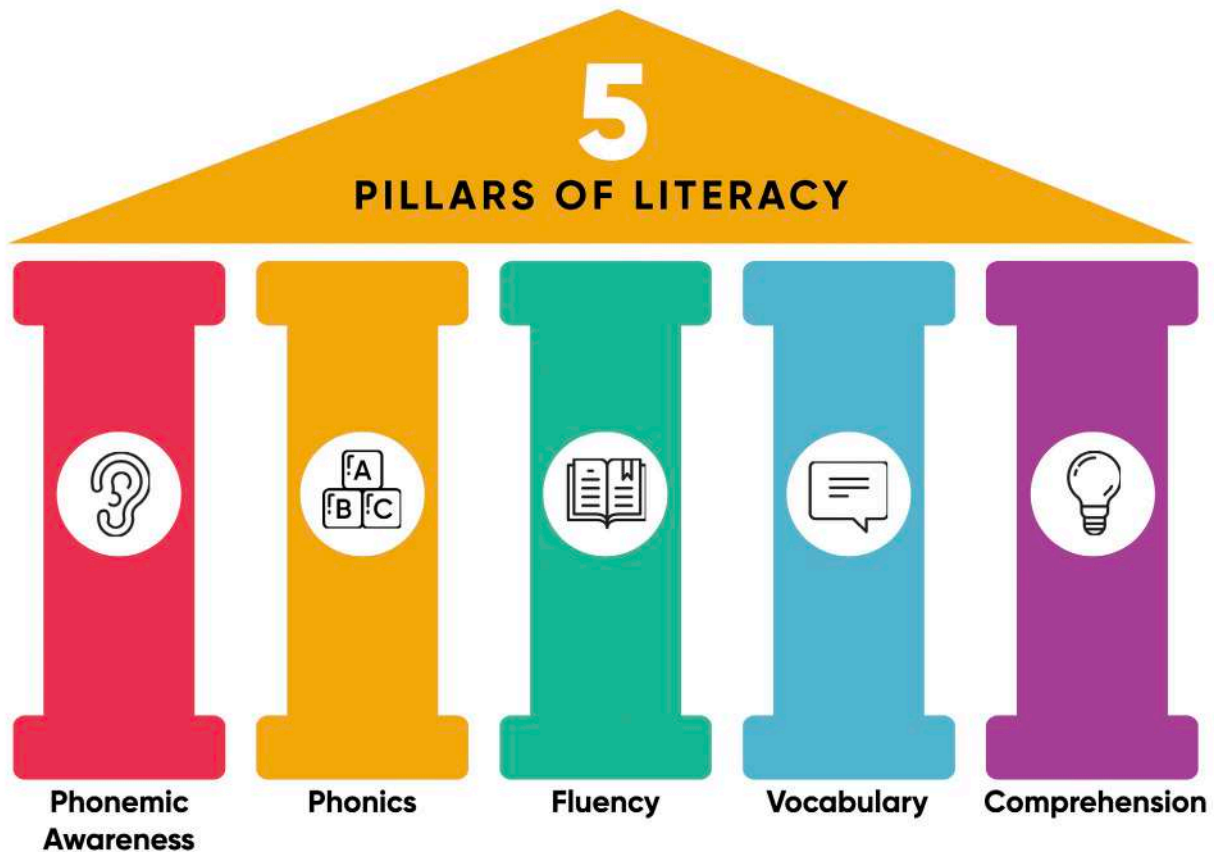 5
PILLARS OF LITERACY
A
B C
Phonemic
Awareness
Phonics
Fluency
Vocabulary
Comprehension